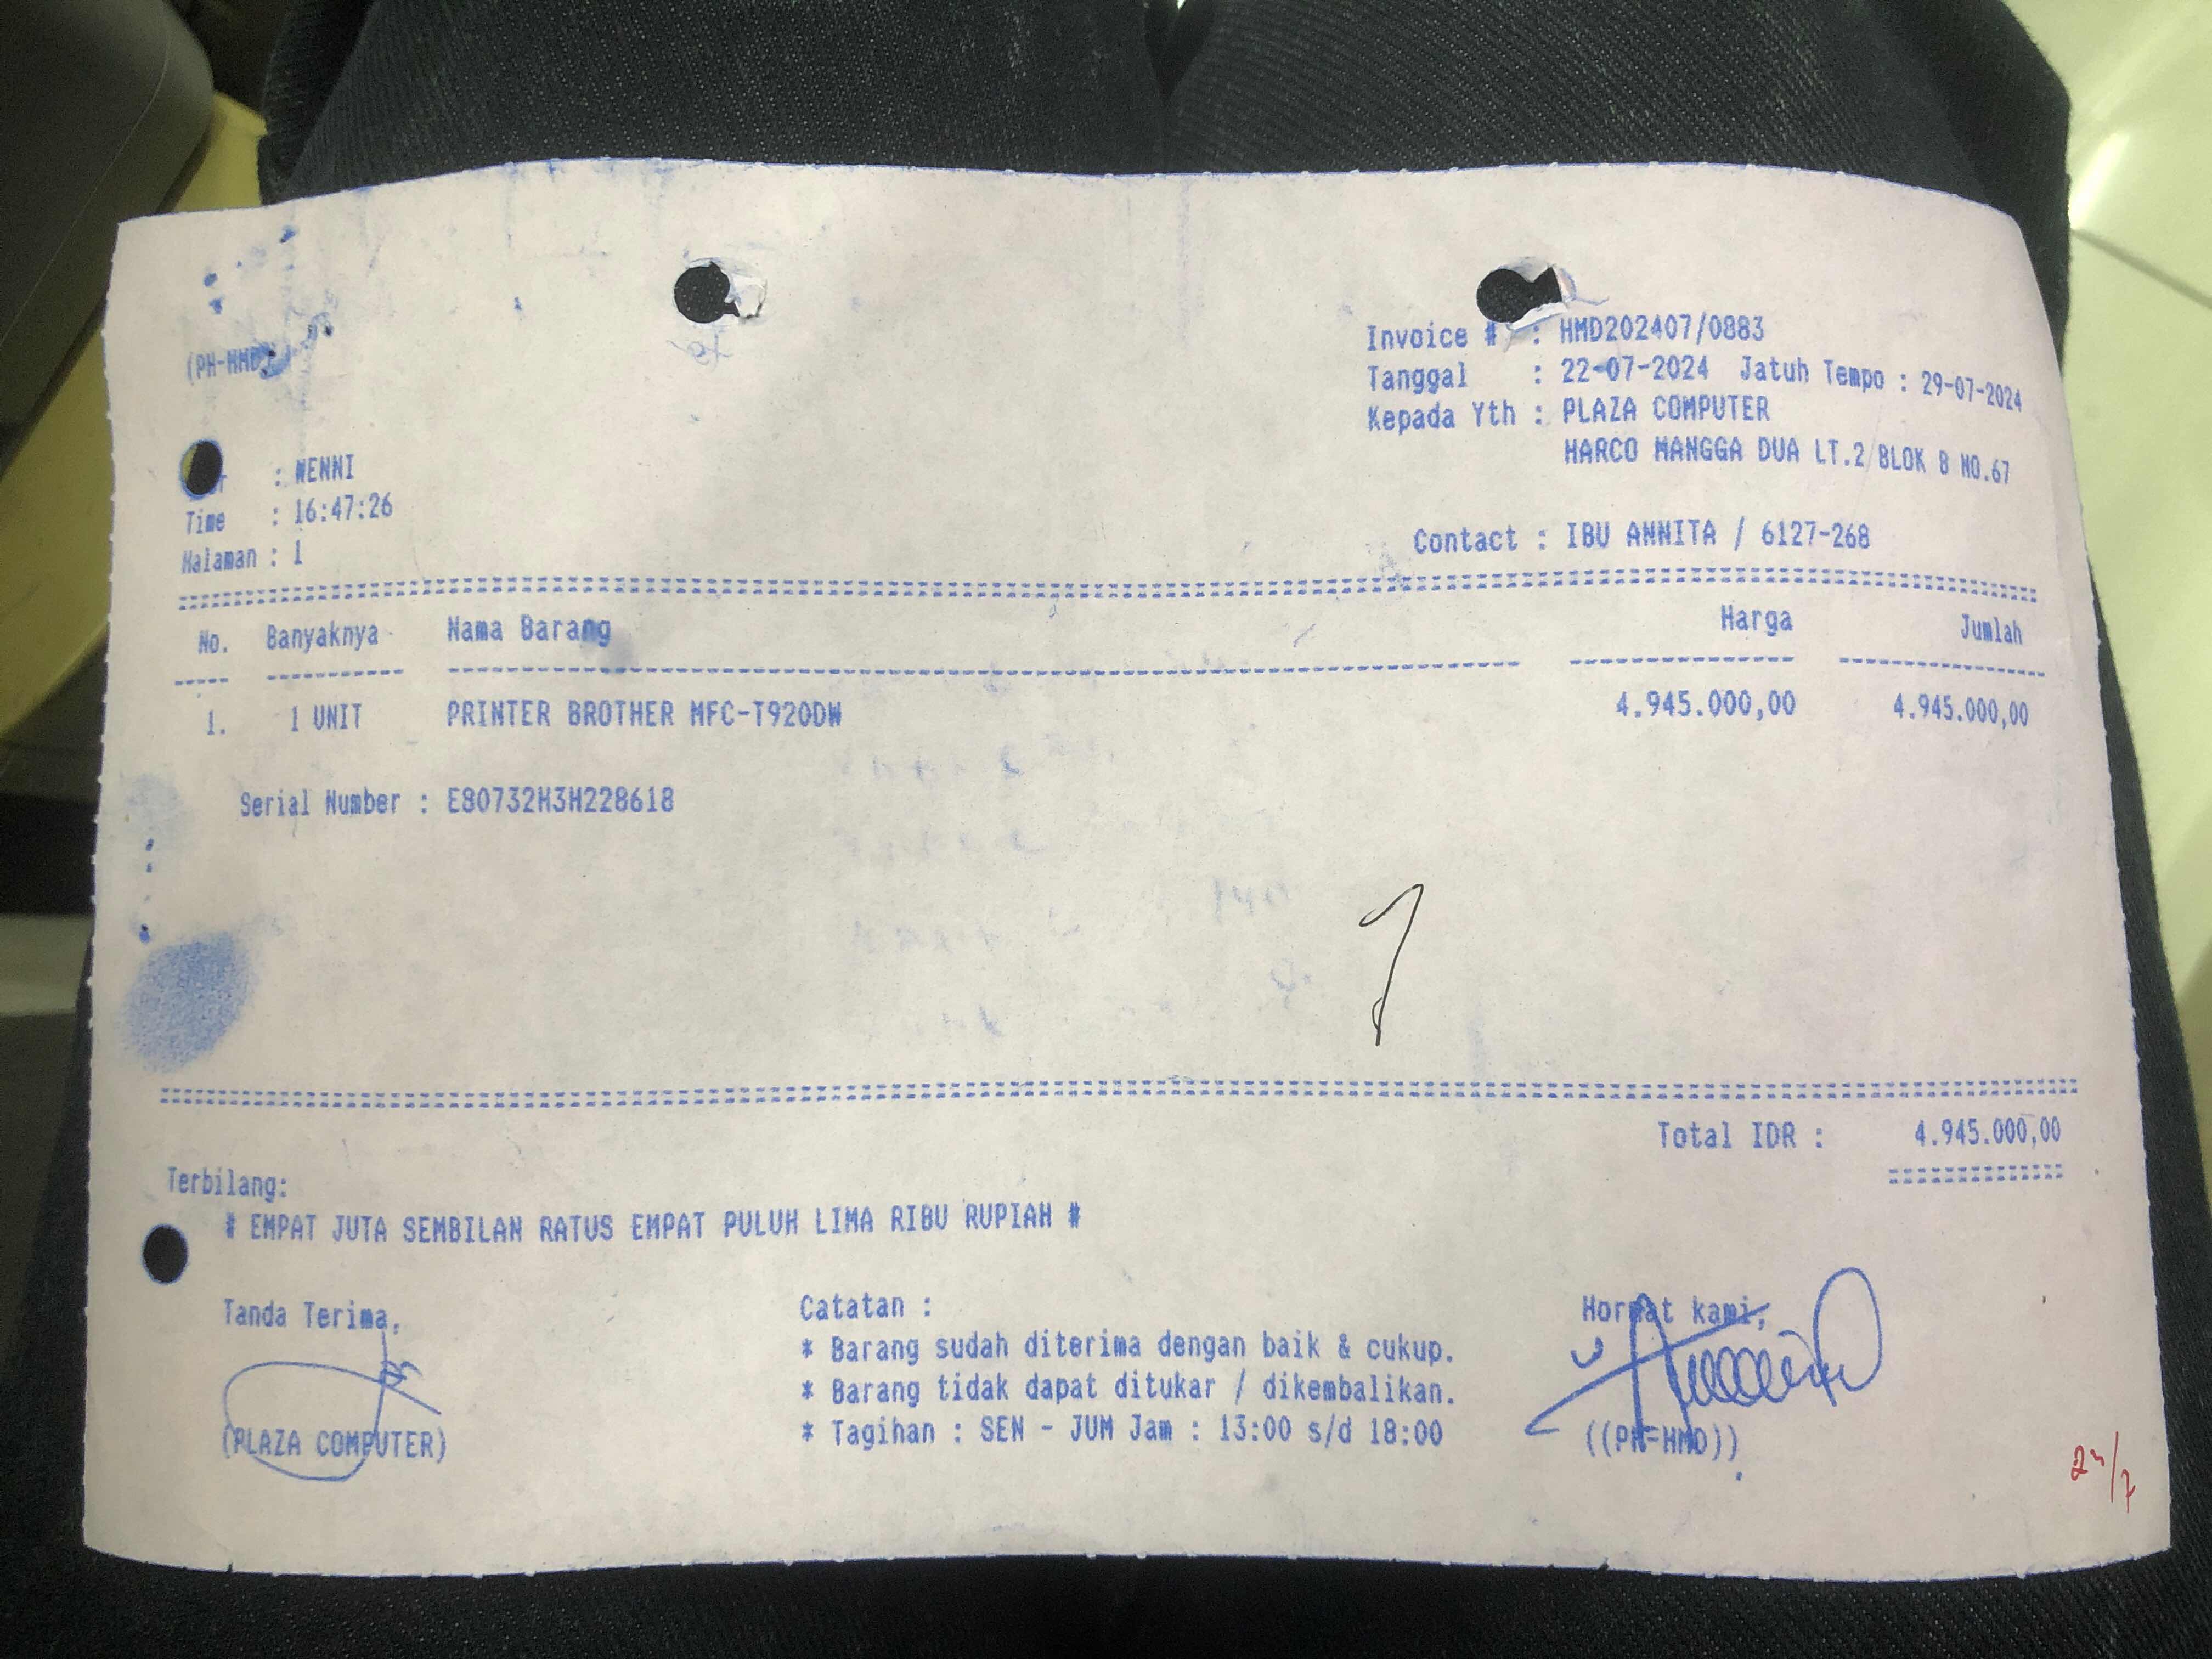 (PH-HMD)
Invoice # : HMD202407/0883
Tanggal : 22-07-2024 Jatuh Tempo : 29-07-2024
Kepada Yth : PLAZA COMPUTER
HARCO MANGGA DUA LT.2/BLOK B NO.67
: WENNI
Time : 16:47:26
Halaman : 1
Contact : IBU ANNITA / 6127-268
No. Banyaknya Nama Barang Harga Jumlah
1. 1 UNIT PRINTER BROTHER MFC-T920DW 4.945.000,00 4.945.000,00
Serial Number : E80732H3H228618
Total IDR : 4.945.000,00
Terbilang:
# EMPAT JUTA SEMBILAN RATUS EMPAT PULUH LIMA RIBU RUPIAH #
Tanda Terima,
(PLAZA COMPUTER)
Catatan :
* Barang sudah diterima dengan baik & cukup.
* Barang tidak dapat ditukar / dikembalikan.
* Tagihan : SEN - JUM Jam : 13:00 s/d 18:00
Hormat kami,
((PH-HMD))